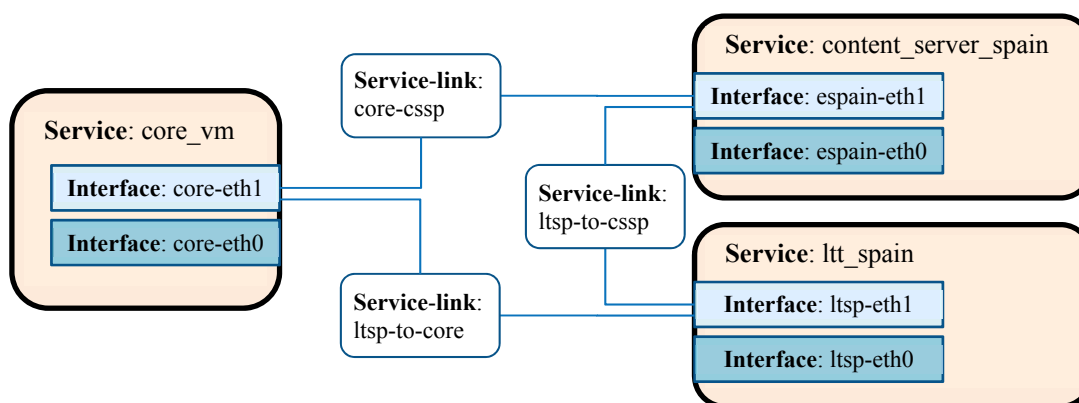 Service: core_vm
Interface: core-eth1
Interface: core-eth0
Service-link:
core-cssp
Service-link:
ltsp-to-core
Service-link:
ltsp-to-cssp
Service: content_server_spain
Interface: espain-eth1
Interface: espain-eth0
Service: ltt_spain
Interface: ltsp-eth1
Interface: ltsp-eth0